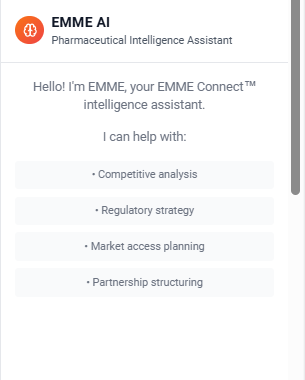 EMME AI
Pharmaceutical Intelligence Assistant
Hello! I'm EMME, your EMME Connect™
intelligence assistant.
I can help with:
• Competitive analysis
• Regulatory strategy
• Market access planning
• Partnership structuring